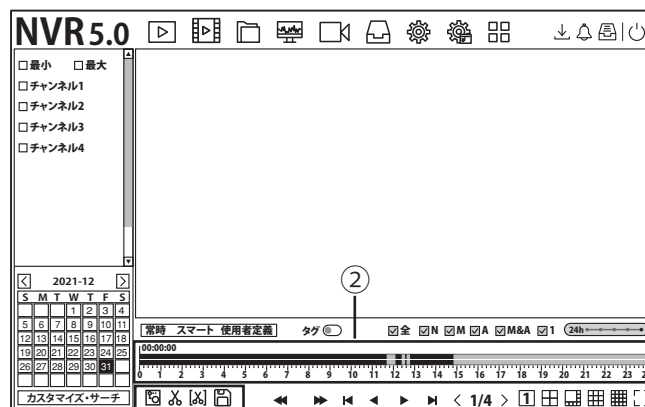 NVR 5.0
最小 最大
チャンネル1
チャンネル2
チャンネル3
チャンネル4
②
2021-12
S M T W T F S
1 2 3 4
5 6 7 8 9 10 11
12 13 14 15 16 17 18
19 20 21 22 23 24 25
26 27 28 29 30 31
カスタマイズ・サーチ
常時 スマート 使用者定義 タグ 全 N M A M&A 1 24h
00:00:00
0 1 2 3 4 5 6 7 8 9 10 11 12 13 14 15 16 17 18 19 20 21 22 23
1/4 1